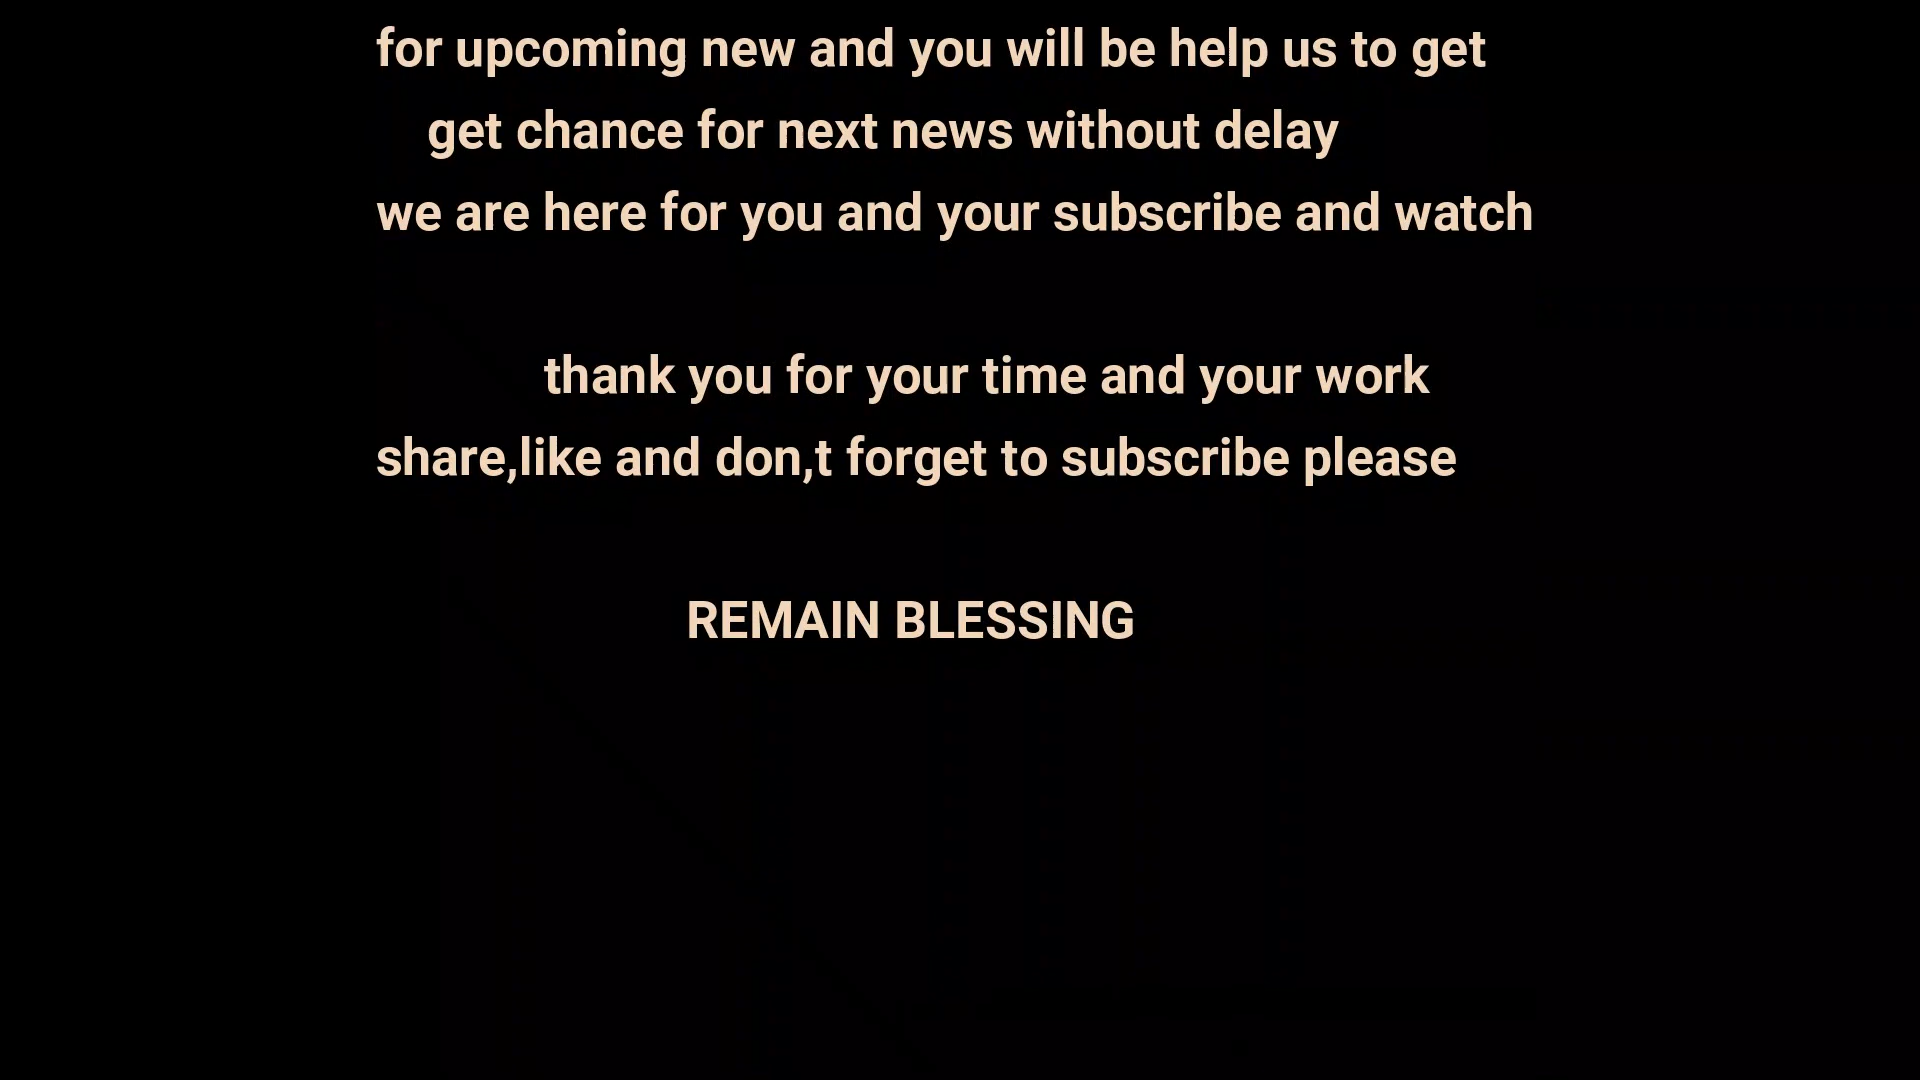 for upcoming new and you will be help us to get
get chance for next news without delay
we are here for you and your subscribe and watch
thank you for your time and your work
share,like and don,t forget to subscribe please
REMAIN BLESSING